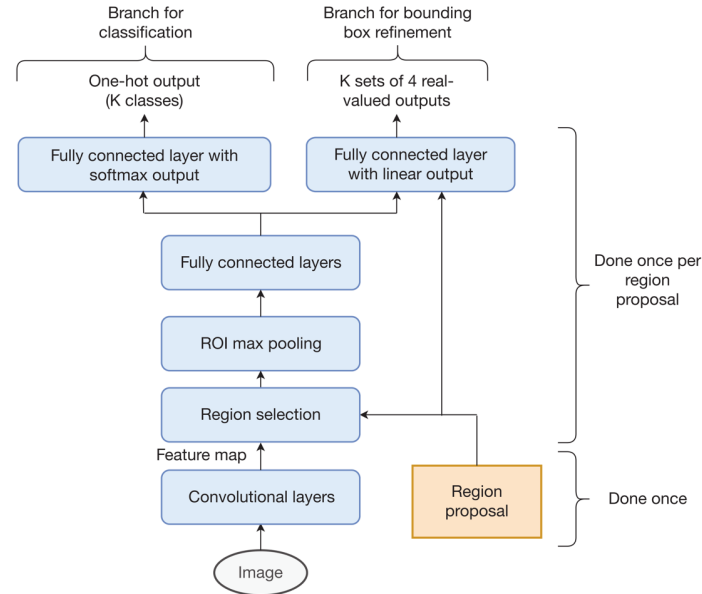 Branch for
classification
Branch for bounding
box refinement
One-hot output
(K classes)
K sets of 4 real-
valued outputs
Fully connected layer with
softmax output
Fully connected layer
with linear output
Fully connected layers
ROI max pooling
Region selection
Feature map
Convolutional layers
Image
Region
proposal
Done once per
region
proposal
Done once